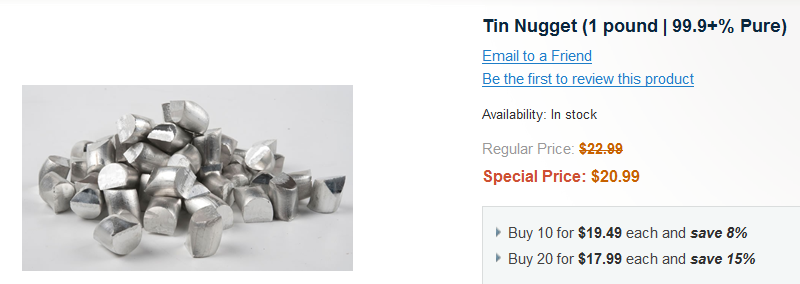 Tin Nugget (1 pound | 99.9+% Pure)
Email to a Friend
Be the first to review this product
Availability: In stock
Regular Price: $22.99
Special Price: $20.99
Buy 10 for $19.49 each and save 8%
Buy 20 for $17.99 each and save 15%